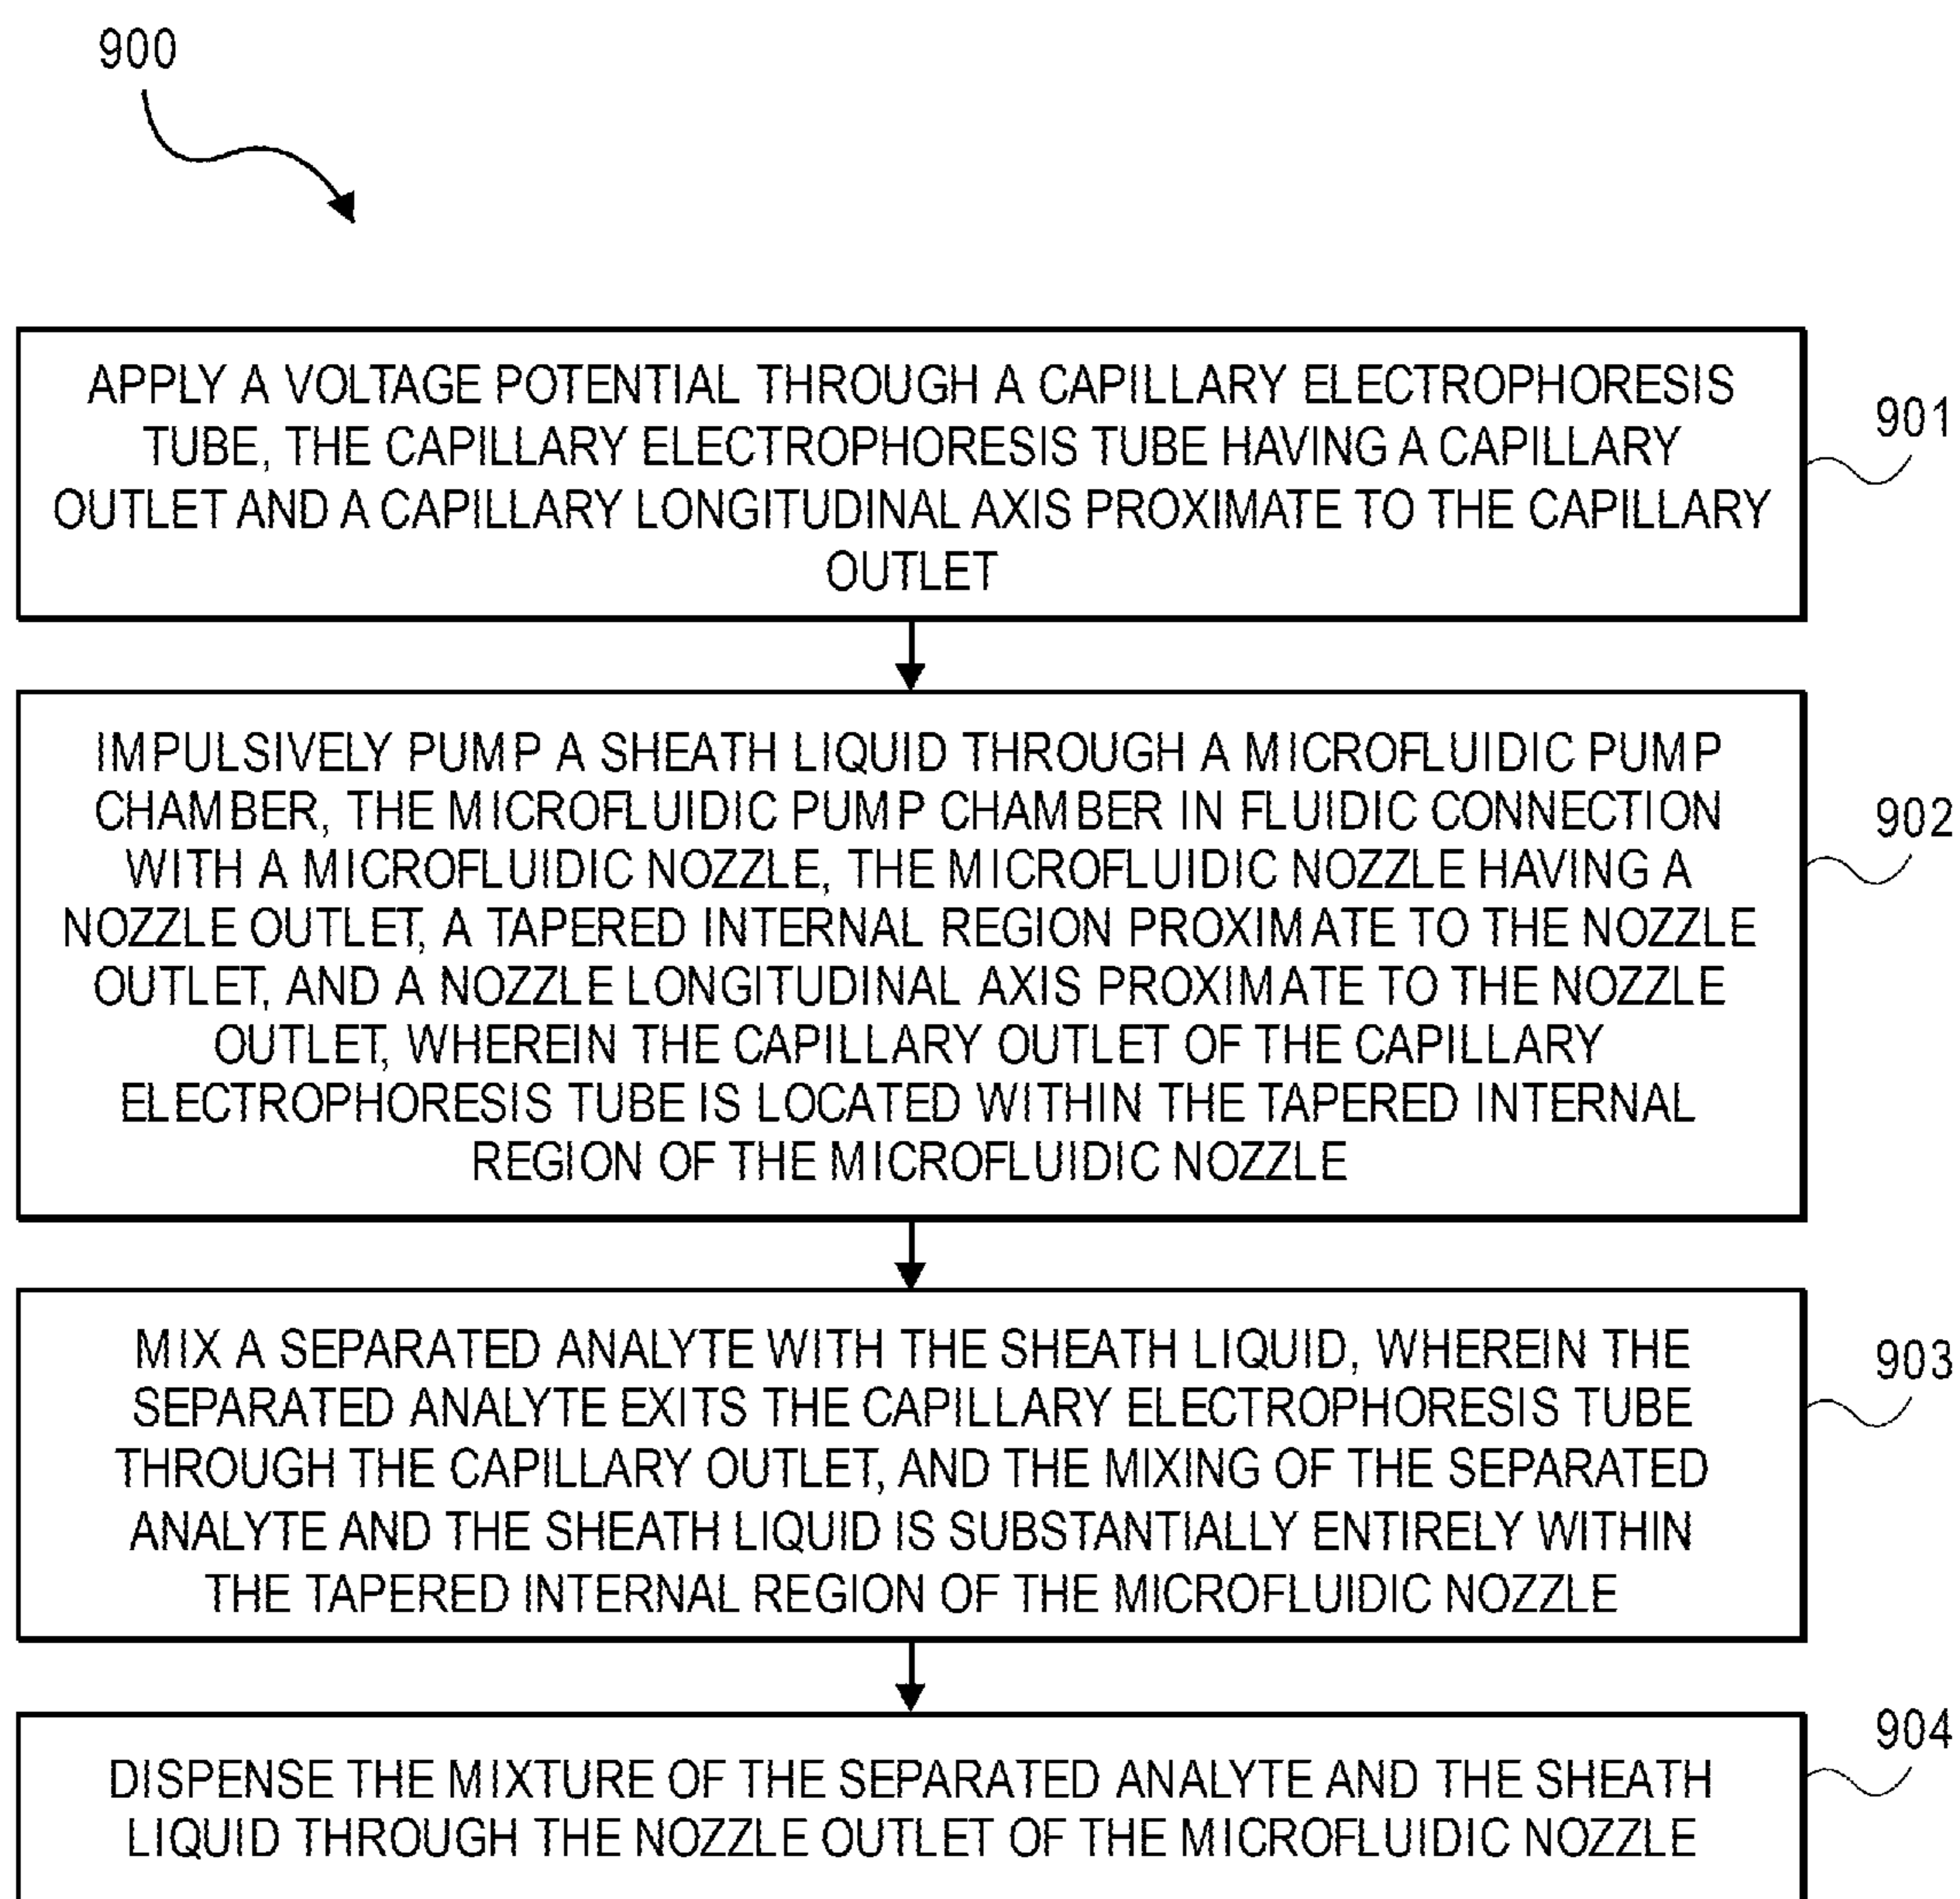 900
APPLY A VOLTAGE POTENTIAL THROUGH A CAPILLARY ELECTROPHORESIS
TUBE, THE CAPILLARY ELECTROPHORESIS TUBE HAVING A CAPILLARY
OUTLET AND A CAPILLARY LONGITUDINAL AXIS PROXIMATE TO THE CAPILLARY
OUTLET
901
IMPULSIVELY PUMP A SHEATH LIQUID THROUGH A MICROFLUIDIC PUMP
CHAMBER, THE MICROFLUIDIC PUMP CHAMBER IN FLUIDIC CONNECTION
WITH A MICROFLUIDIC NOZZLE, THE MICROFLUIDIC NOZZLE HAVING A
NOZZLE OUTLET, A TAPERED INTERNAL REGION PROXIMATE TO THE NOZZLE
OUTLET, AND A NOZZLE LONGITUDINAL AXIS PROXIMATE TO THE NOZZLE
OUTLET, WHEREIN THE CAPILLARY OUTLET OF THE CAPILLARY
ELECTROPHORESIS TUBE IS LOCATED WITHIN THE TAPERED INTERNAL
REGION OF THE MICROFLUIDIC NOZZLE
902
MIX A SEPARATED ANALYTE WITH THE SHEATH LIQUID, WHEREIN THE
SEPARATED ANALYTE EXITS THE CAPILLARY ELECTROPHORESIS TUBE
THROUGH THE CAPILLARY OUTLET, AND THE MIXING OF THE SEPARATED
ANALYTE AND THE SHEATH LIQUID IS SUBSTANTIALLY ENTIRELY WITHIN
THE TAPERED INTERNAL REGION OF THE MICROFLUIDIC NOZZLE
903
DISPENSE THE MIXTURE OF THE SEPARATED ANALYTE AND THE SHEATH
LIQUID THROUGH THE NOZZLE OUTLET OF THE MICROFLUIDIC NOZZLE
904